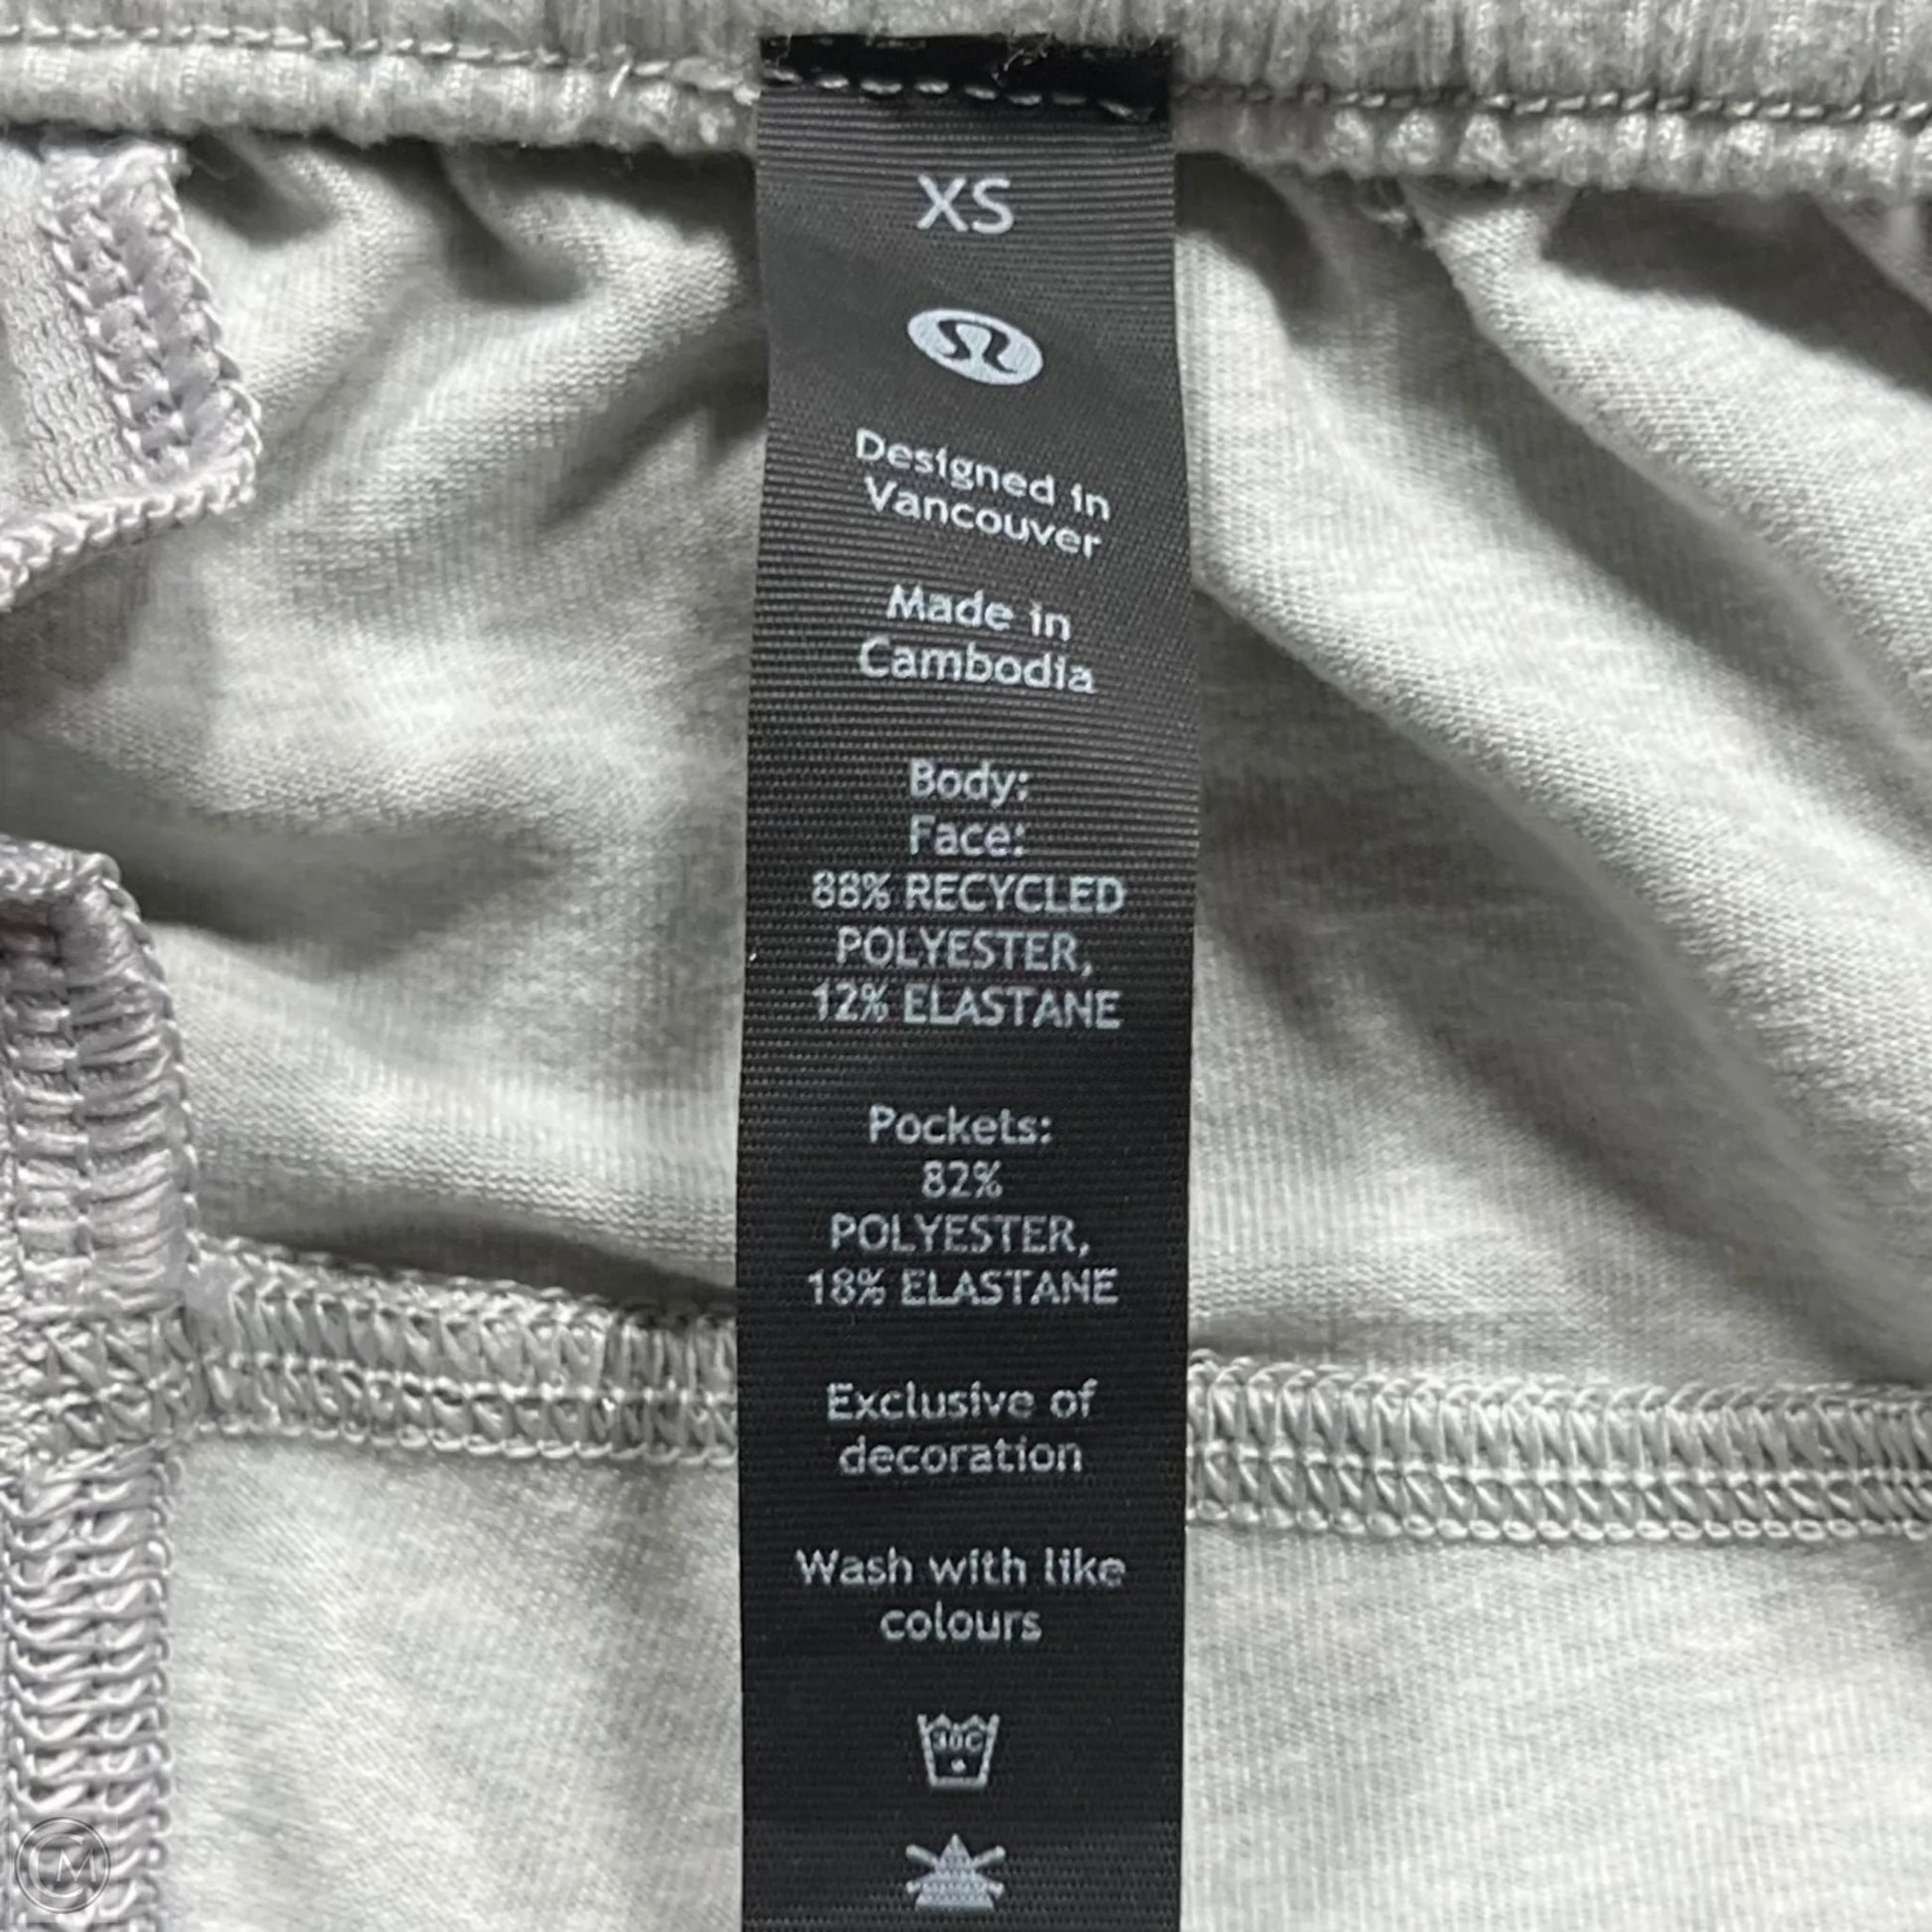 XS
Designed in
Vancouver
Made in
Cambodia
Body:
Face:
88% RECYCLED
POLYESTER,
12% ELASTANE
Pockets:
82%
POLYESTER,
18% ELASTANE
Exclusive of
decoration
Wash with like
colours
30C